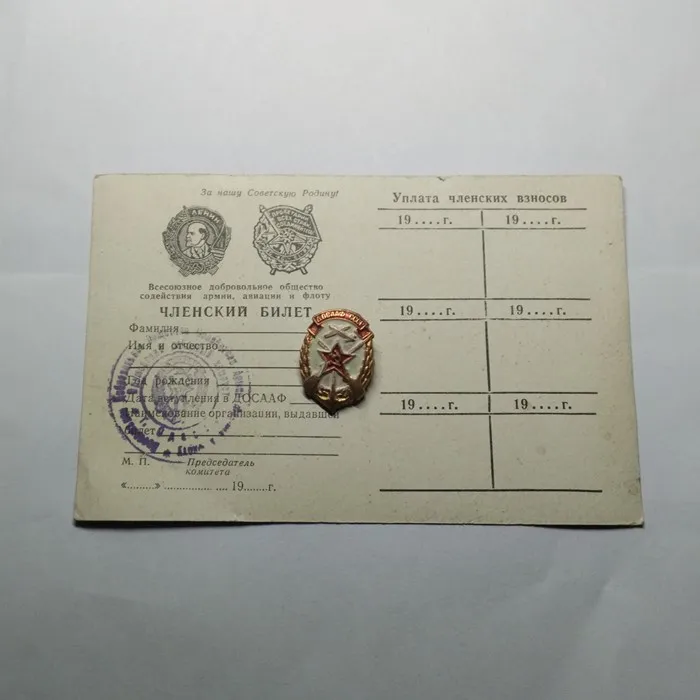 За нашу Советскую Родину!
ЛЕНИН
Всесоюзное добровольное общество
содействия армии, авиации и флоту
ЧЛЕНСКИЙ БИЛЕТ
Фамилия
Имя и отчество
Год рождения
Дата вступления в ДОСААФ
Наименование организации, выдавшей
билет
М. П. Председатель
комитета
«.........» ..................... .... 19.......г.
Уплата членских взносов
19....г. 19....г.
19....г. 19....г.
19....г. 19....г.
ДОСААФ СССР